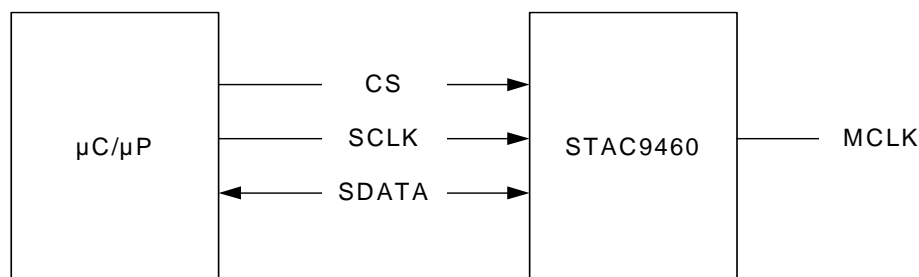 CS
µC/µP
SCLK
STAC9460
MCLK
SDATA